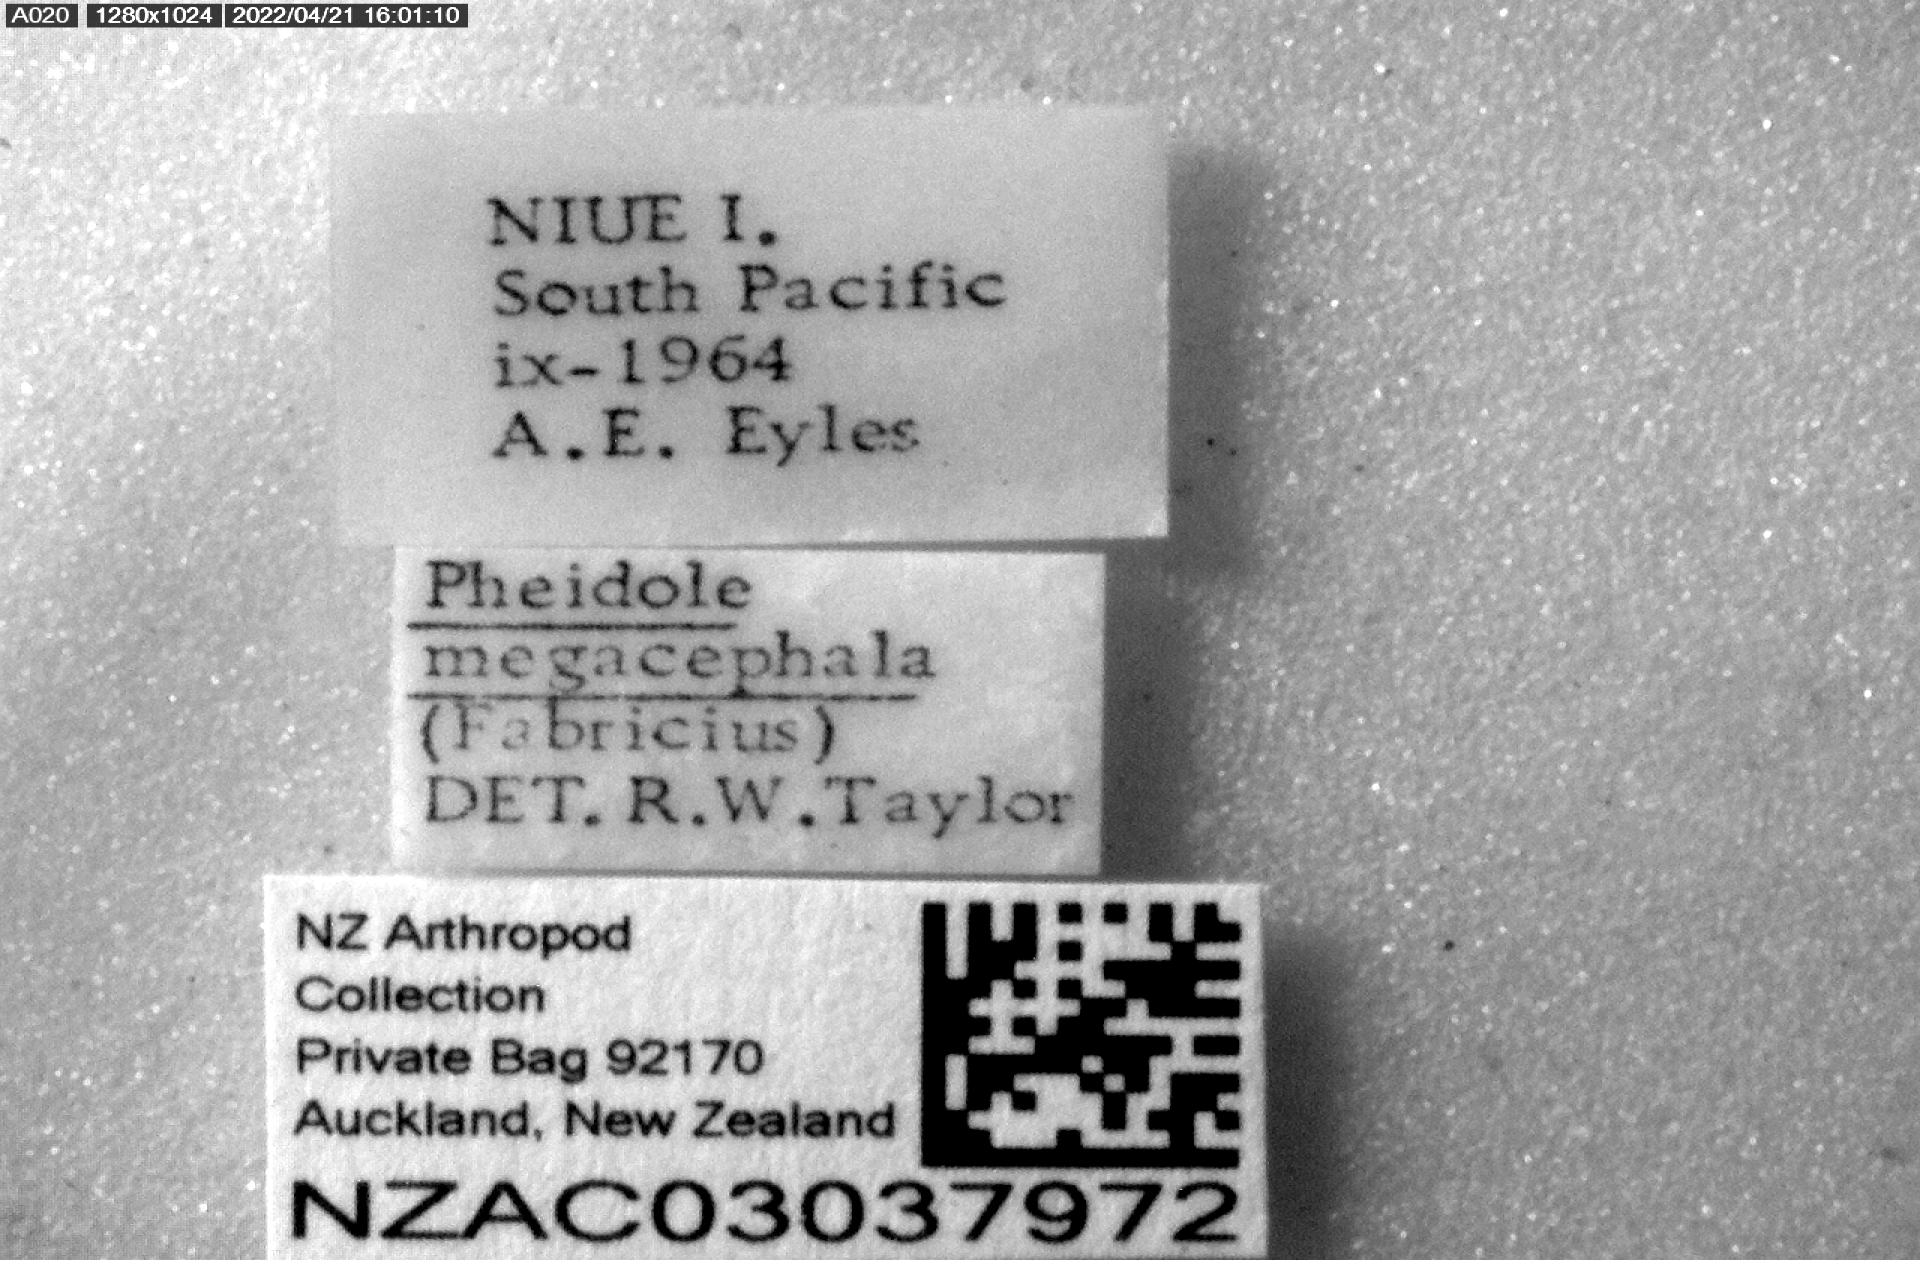 A020 1280x1024 2022/04/21 16:01:10
NIUE I.
South Pacific
ix-1964
A.E. Eyles
Pheidole
megacephala
(Fabricius)
DET. R.W.Taylor
NZ Arthropod
Collection
Private Bag 92170
Auckland, New Zealand
NZAC03037972